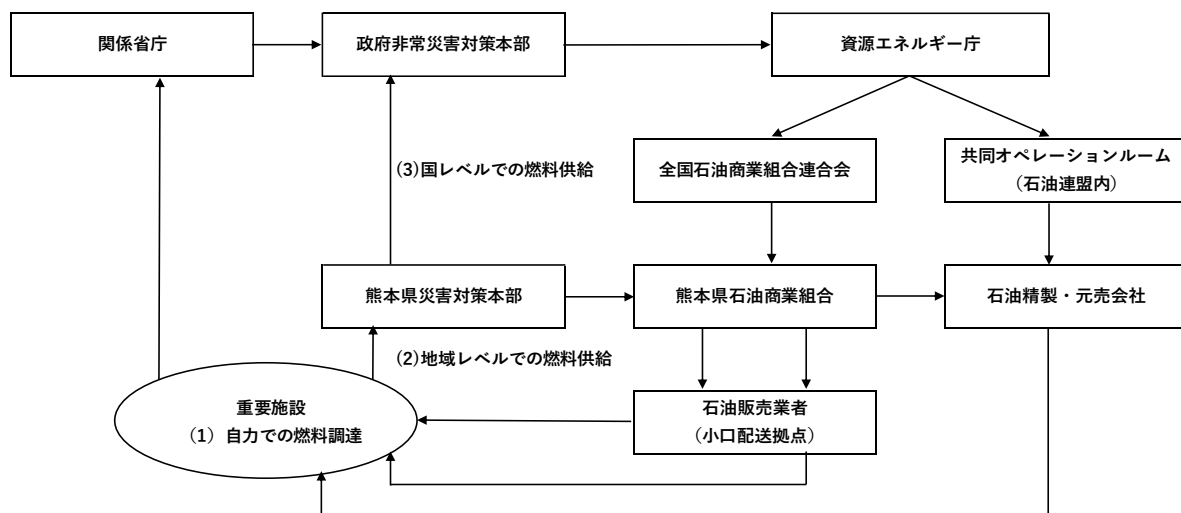 関係省庁
政府非常災害対策本部
資源エネルギー庁
(3)国レベルでの燃料供給
全国石油商業組合連合会
共同オペレーションルーム
（石油連盟内）
熊本県災害対策本部
熊本県石油商業組合
石油精製・元売会社
(2)地域レベルでの燃料供給
重要施設
（1）自力での燃料調達
石油販売業者
（小口配送拠点）